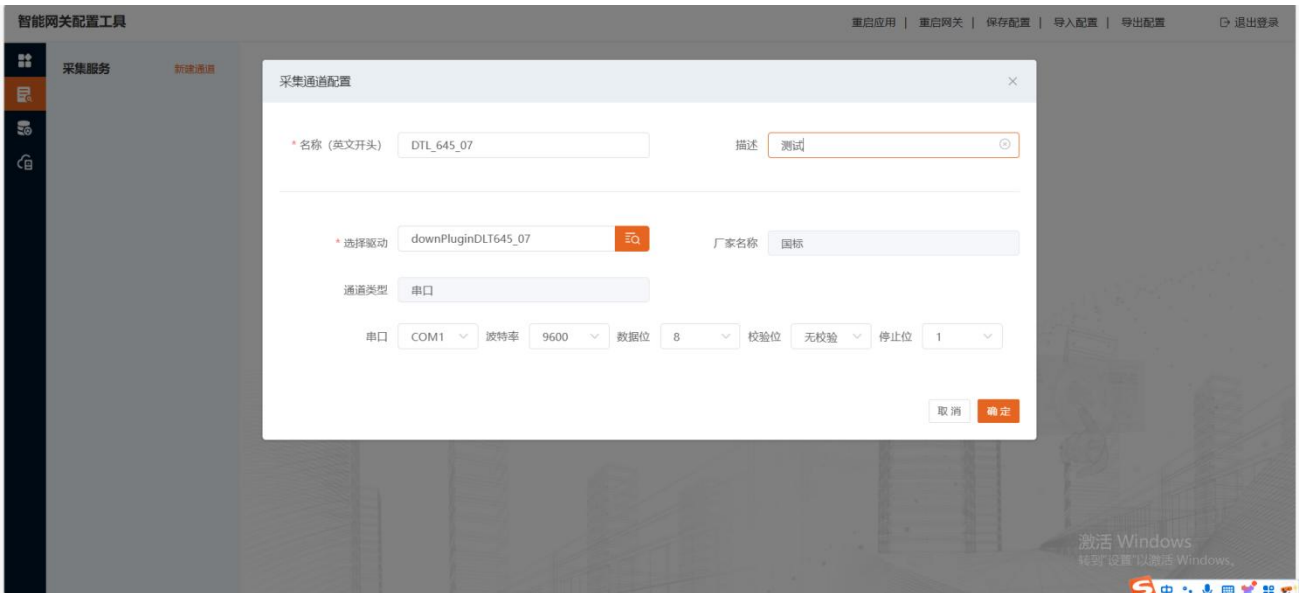 智能网关配置工具
重启应用 | 重启网关 | 保存配置 | 导入配置 | 导出配置 退出登录
采集服务 新建通道
采集通道配置
* 名称 (英文开头) DTL_645_07 描述 测试
* 选择驱动 downPluginDLT645_07 厂家名称 国标
通道类型 串口
串口 COM1 波特率 9600 数据位 8 校验位 无校验 停止位 1
取消 确定
激活 Windows
转到"设置"以激活 Windows。
中